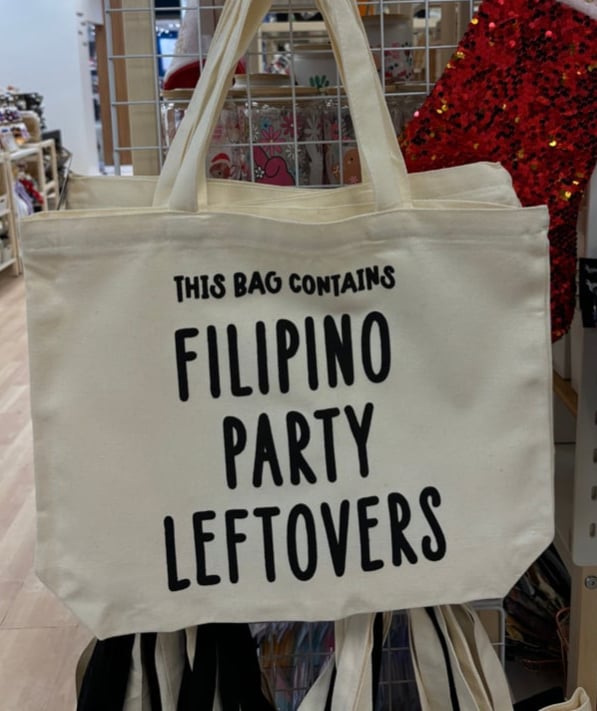 THIS BAG CONTAINS
FILIPINO
PARTY
LEFTOVERS